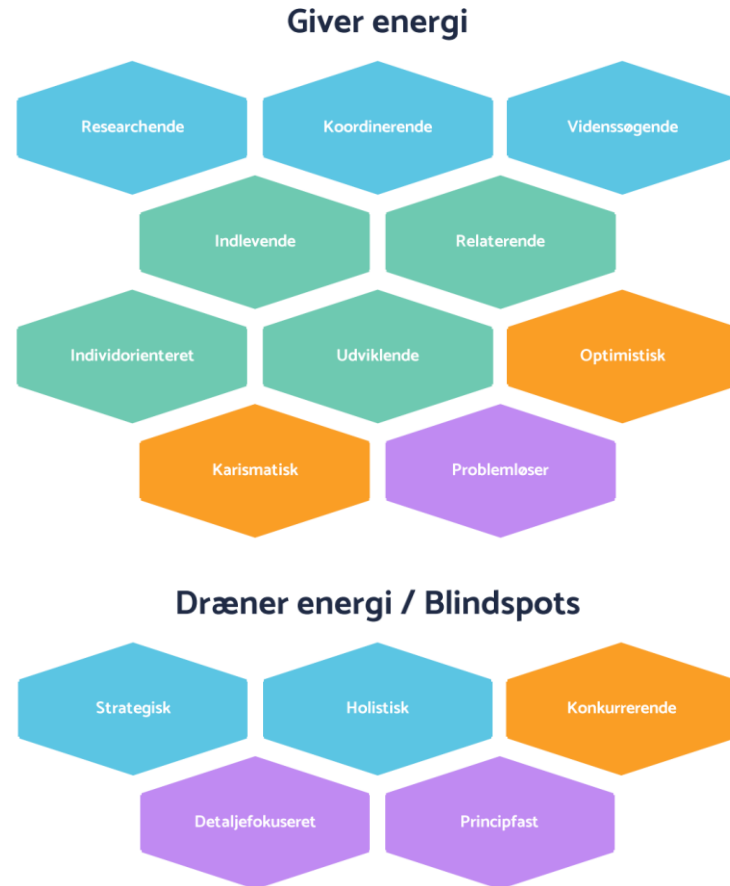 Giver energi
Researchende
Koordinerende
Videnssøgende
Indlevende
Relaterende
Individorienteret
Udviklende
Optimistisk
Karismatisk
Problemløser
Dræner energi / Blindspots
Strategisk
Holistisk
Konkurrerende
Detaljefokuseret
Principfast